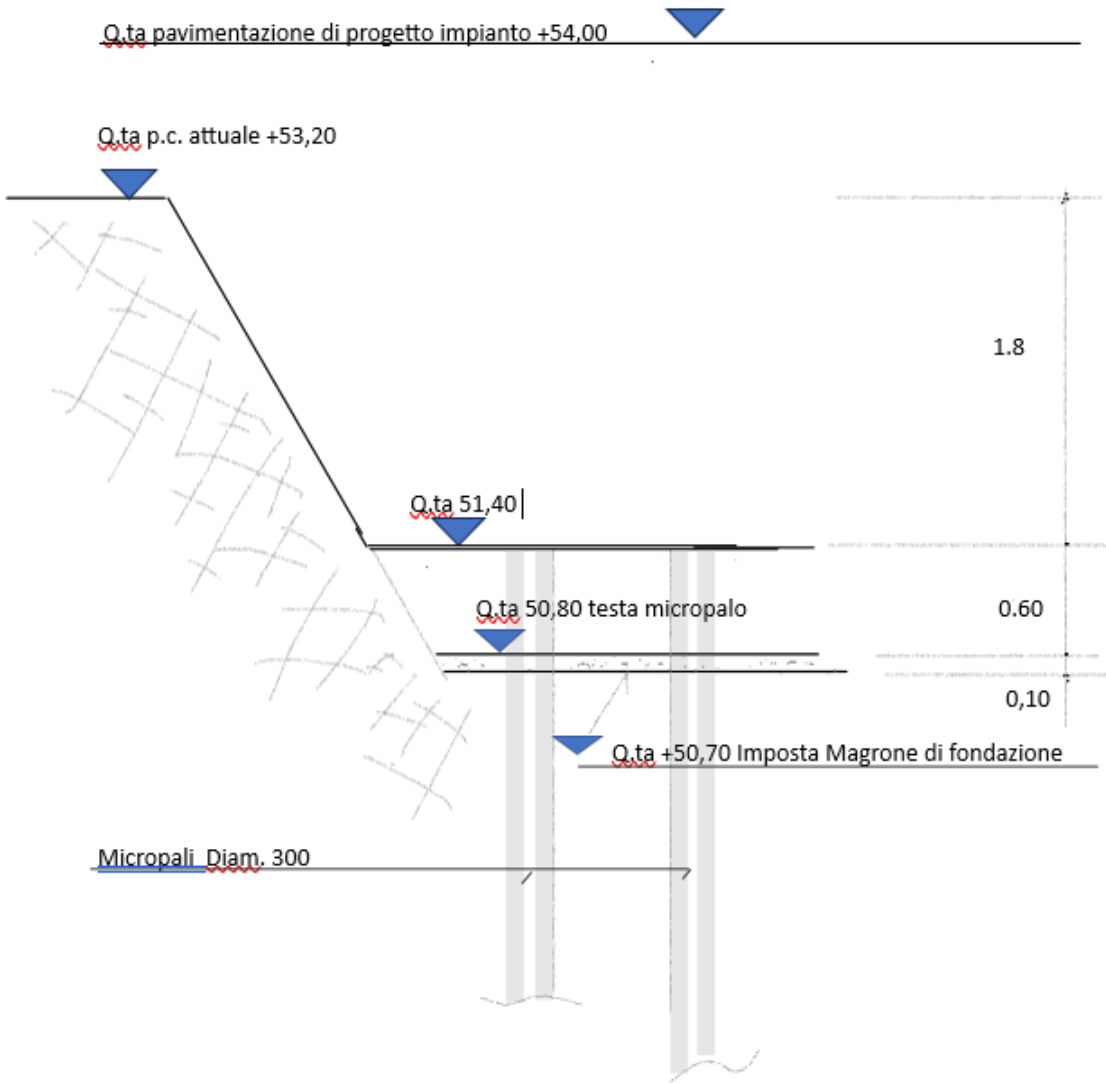 Q.ta pavimentazione di progetto impianto +54,00
Q.ta p.c. attuale +53,20
1.8
Q.ta 51,40
Q.ta 50,80 testa micropalo
0.60
0,10
Q.ta +50,70 Imposta Magrone di fondazione
Micropali Diam. 300